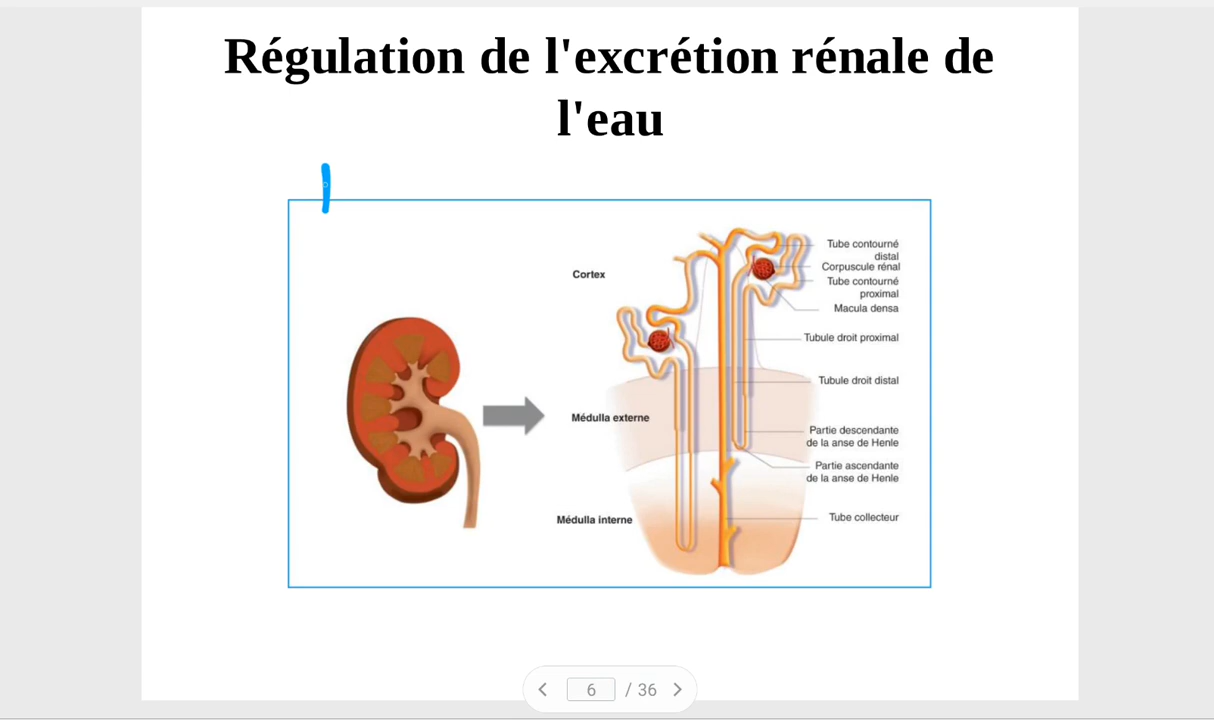 Régulation de l'excrétion rénale de
l'eau
Tube contourné
distal
Corpuscule rénal
Cortex
Tube contourné
proximal
Macula densa
Tubule droit proximal
Tubule droit distal
Médulla externe
Partie descendante
de la anse de Henle
Partie ascendante
de la anse de Henle
Médulla interne
Tube collecteur
6 / 36